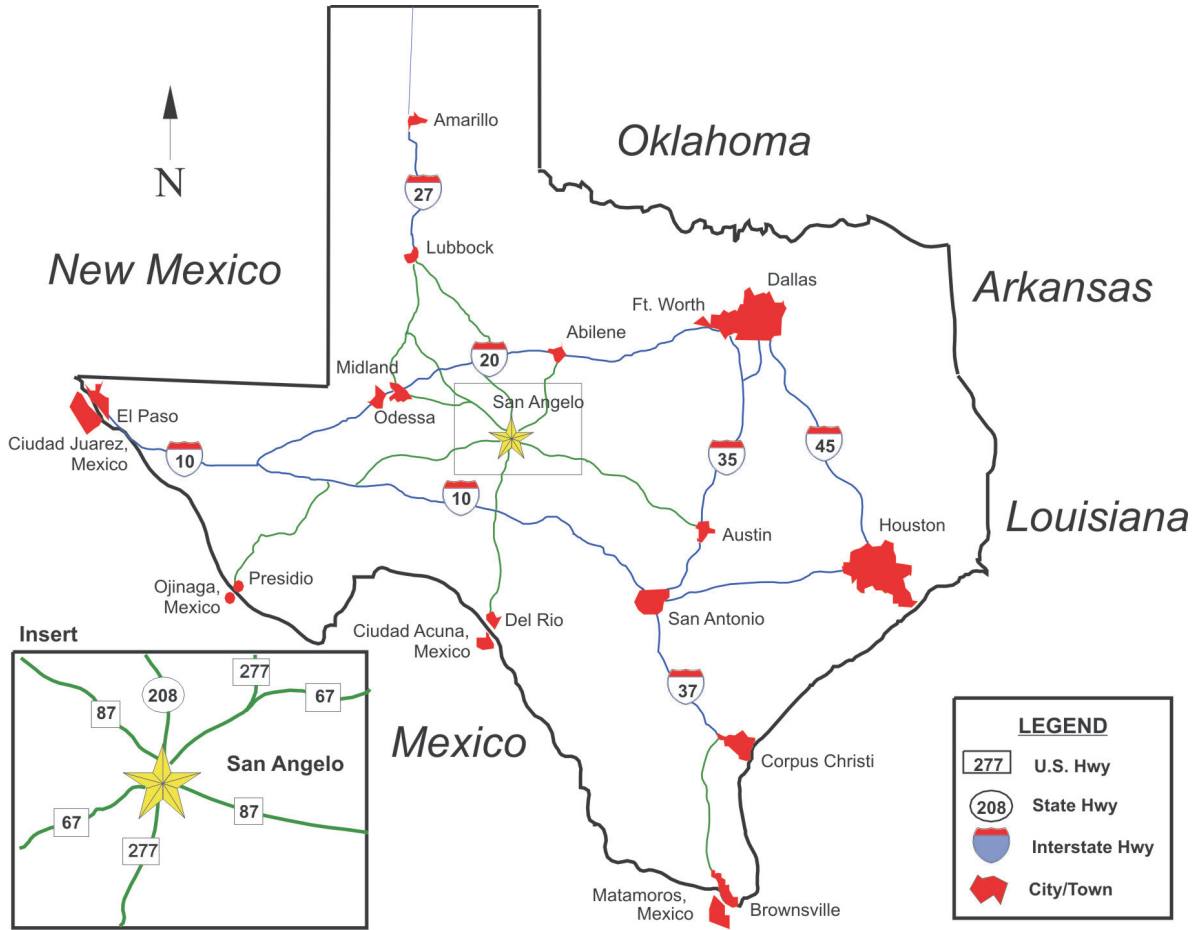 Amarillo
Oklahoma
N
27
New Mexico
Lubbock
Arkansas
Dallas
Ft. Worth
Abilene
20
Midland
Odessa
San Angelo
El Paso
Ciudad Juarez,
Mexico
10
35
45
10
Louisiana
Houston
Austin
Ojinaga,
Mexico
Presidio
San Antonio
Del Rio
Ciudad Acuna,
Mexico
37
Mexico
Corpus Christi
Matamoros,
Mexico
Brownsville
Insert
277
208
67
87
San Angelo
67
87
277
LEGEND
277
U.S. Hwy
208
State Hwy
Interstate Hwy
City/Town